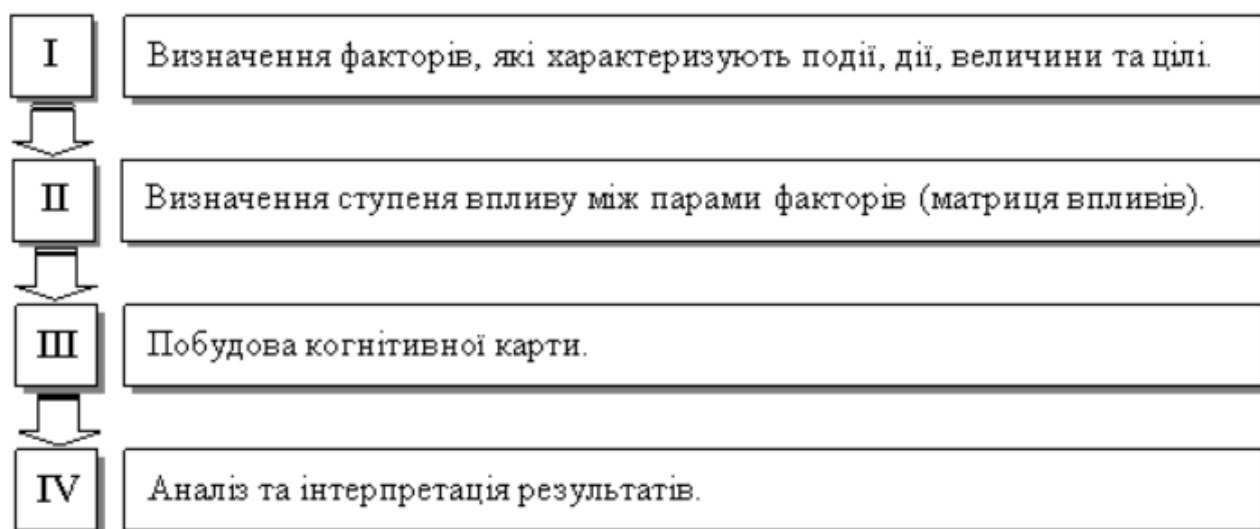 I
Визначення факторів, які характеризують події, дії, величини та цілі.
II
Визначення ступеня впливу між парами факторів (матриця впливів).
III
Побудова когнітивної карти.
IV
Аналіз та інтерпретація результатів.